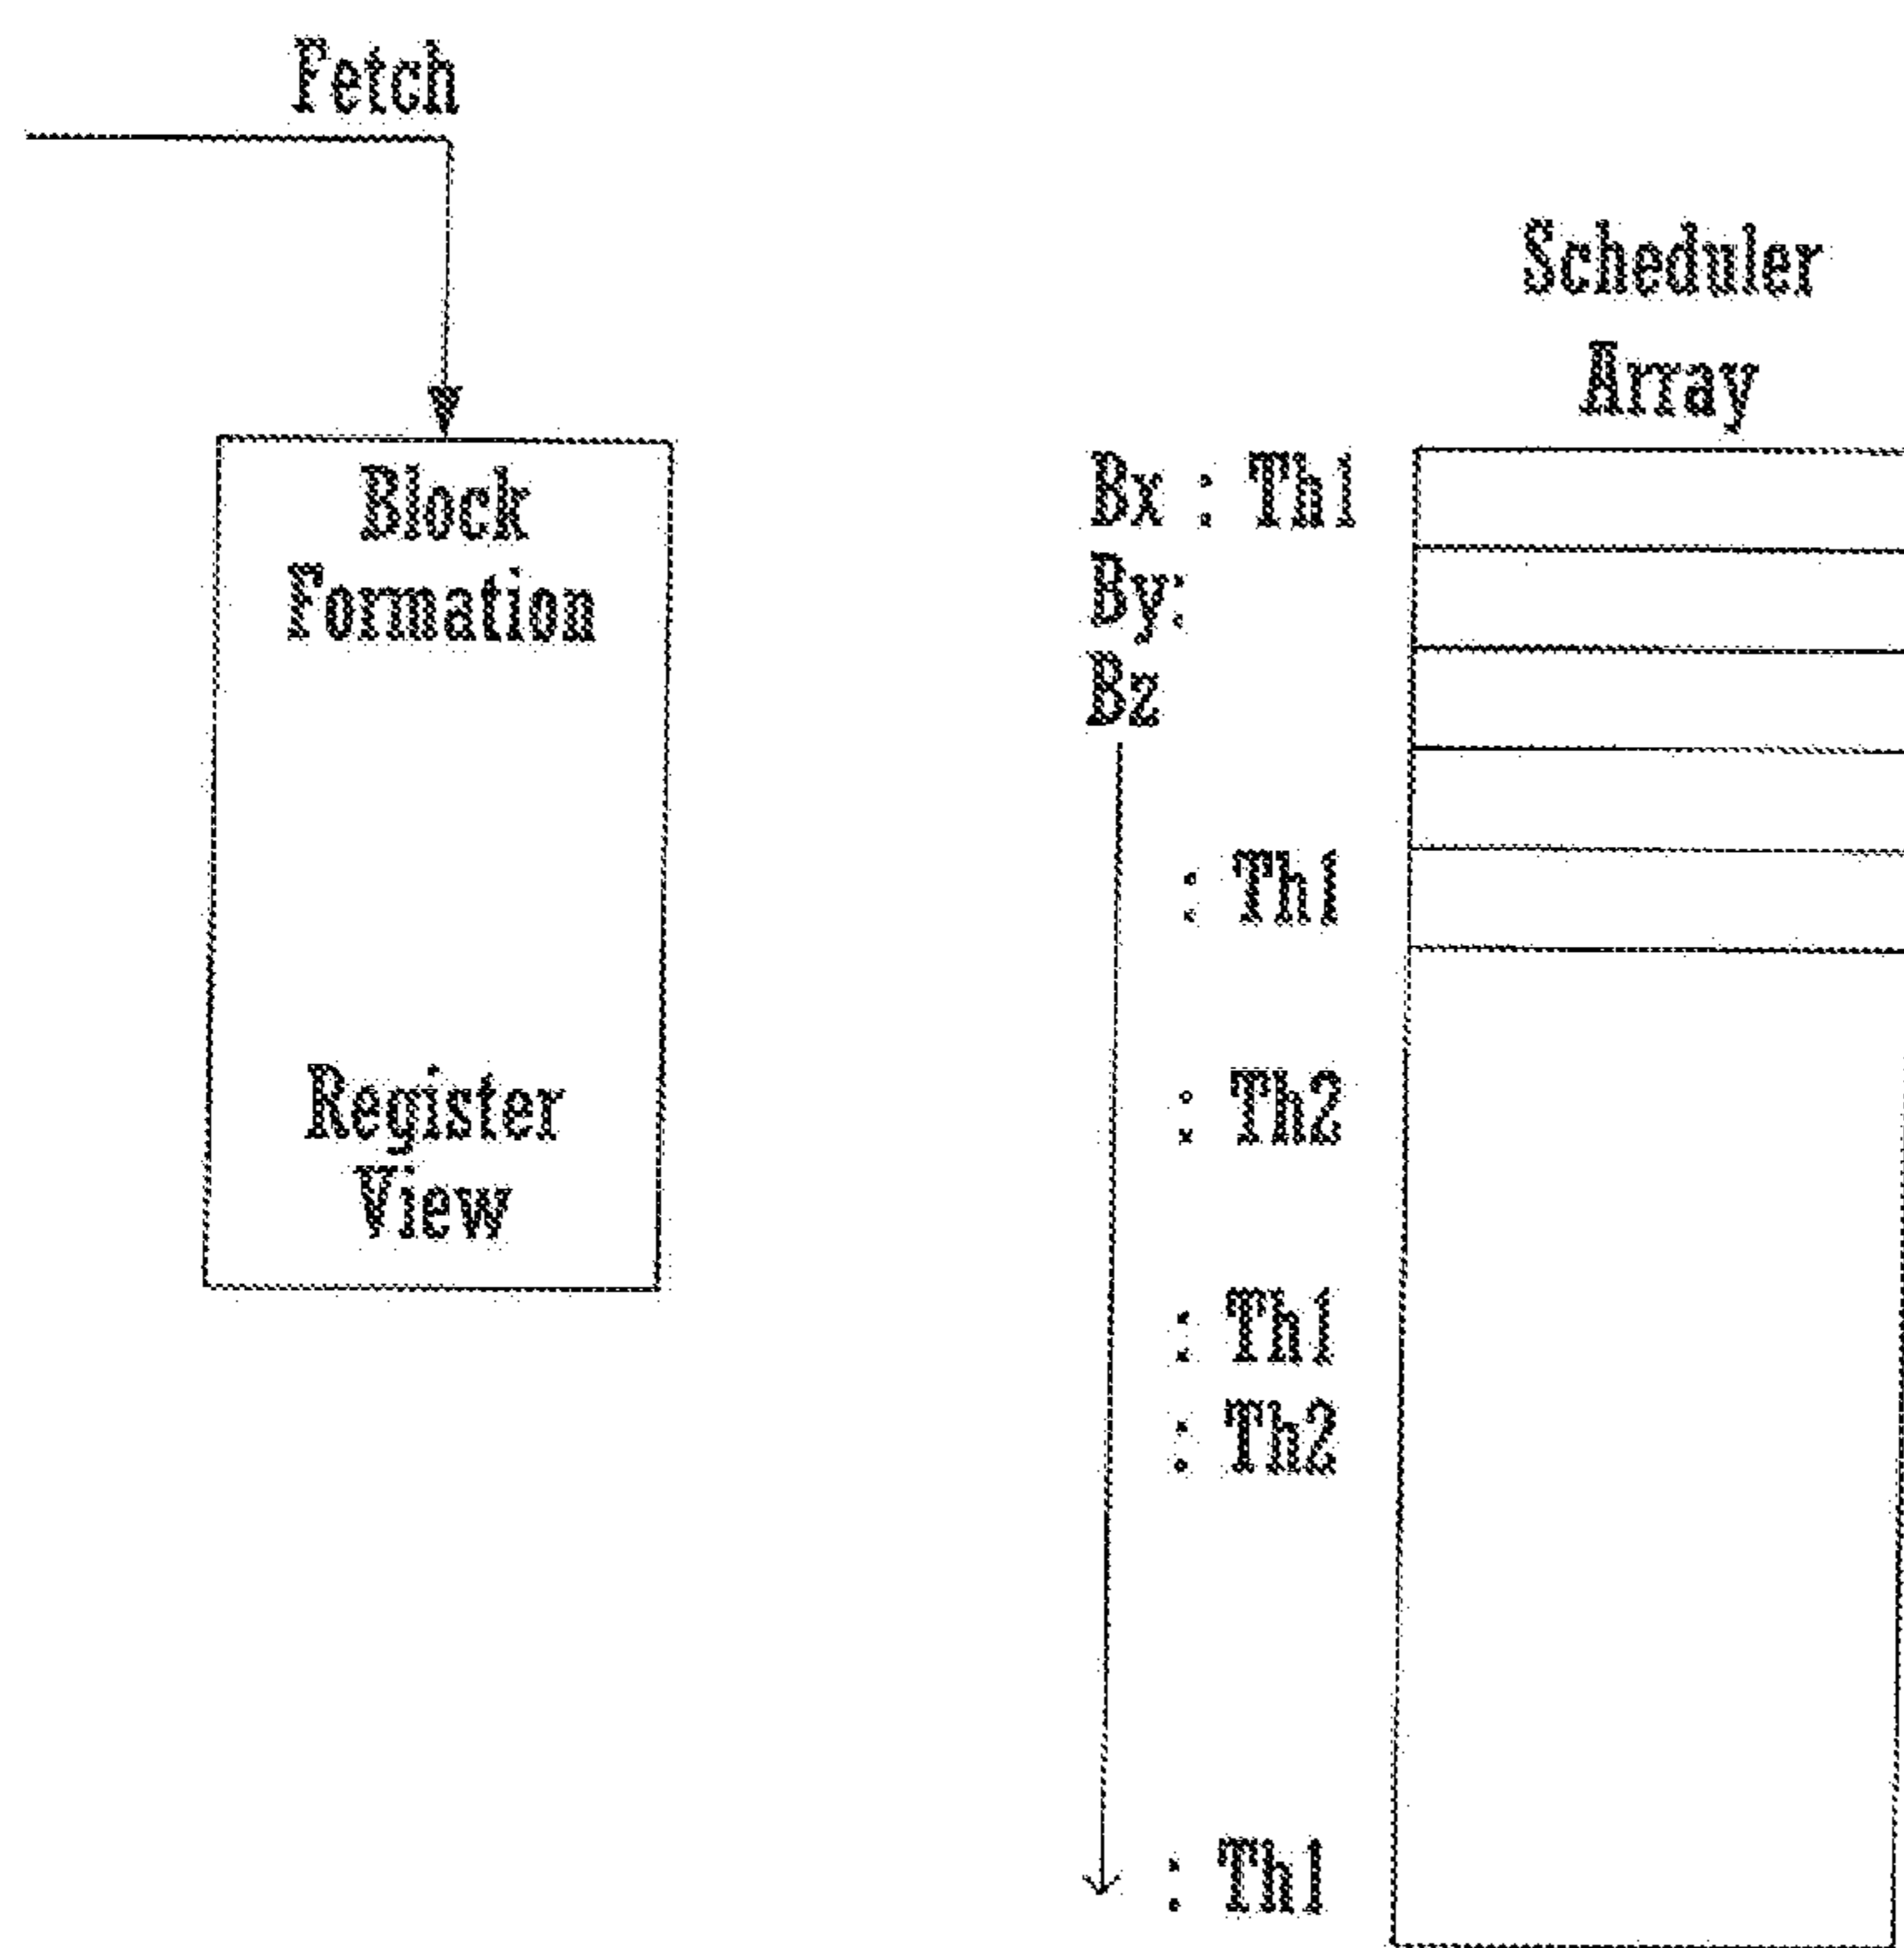 Fetch
Block
Formation
Register
View
Scheduler
Array
Bx : Th1
By:
Bz
: Th1
: Th2
: Th1
: Th2
: Th1